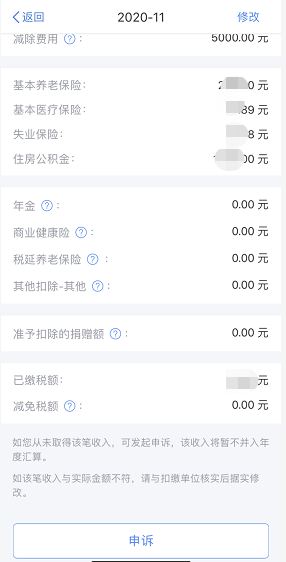 返回 2020-11 修改
减除费用 ? : 5000.00 元
基本养老保险: 0 元
基本医疗保险: 89 元
失业保险: 8 元
住房公积金: 00 元
年金 ? : 0.00 元
商业健康险 ? : 0.00 元
税延养老保险 ? : 0.00 元
其他扣除-其他 ? : 0.00 元
准予扣除的捐赠额 ? : 0.00 元
已缴税额: 元
减免税额 ? : 0.00 元
如您从未取得该笔收入，可发起申诉，该收入将暂不并入年
度汇算。
如该笔收入与实际金额不符，请与扣缴单位核实后据实修
改。
申诉